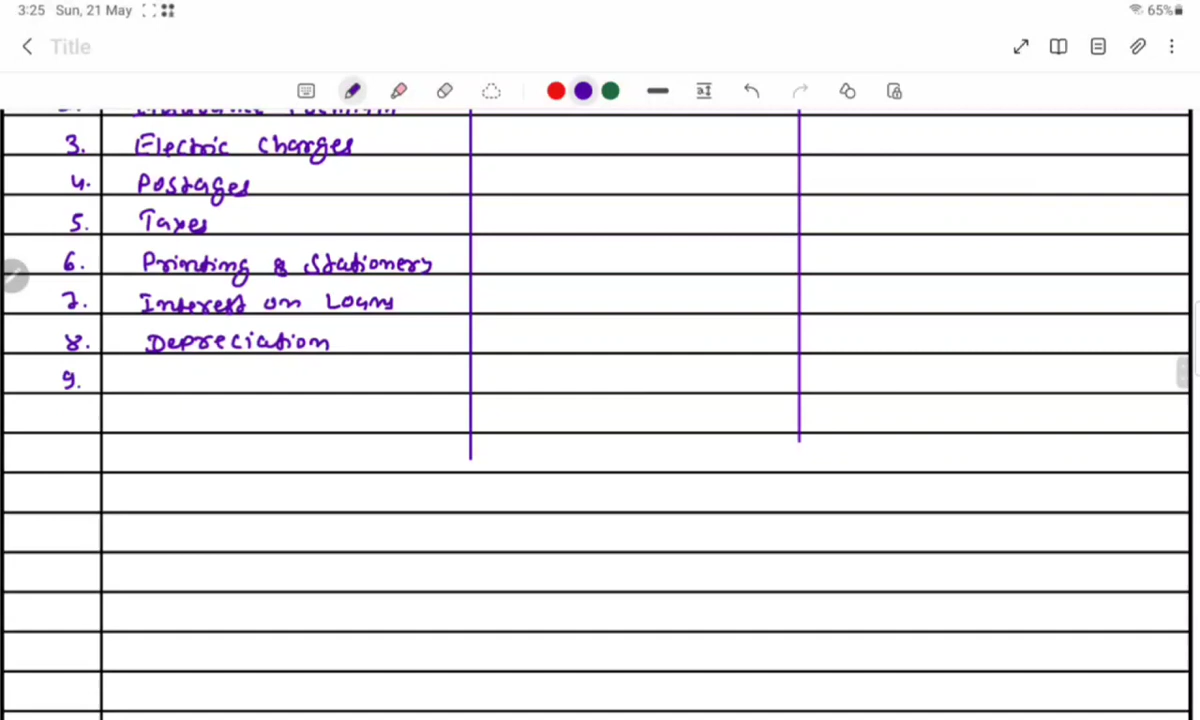 3:25 Sun, 21 May
65%
Title
3. Electric Charges
4. Postages
5. Taxes
6. Printing & Stationery
7. Interest on Loans
8. Depreciation
9.